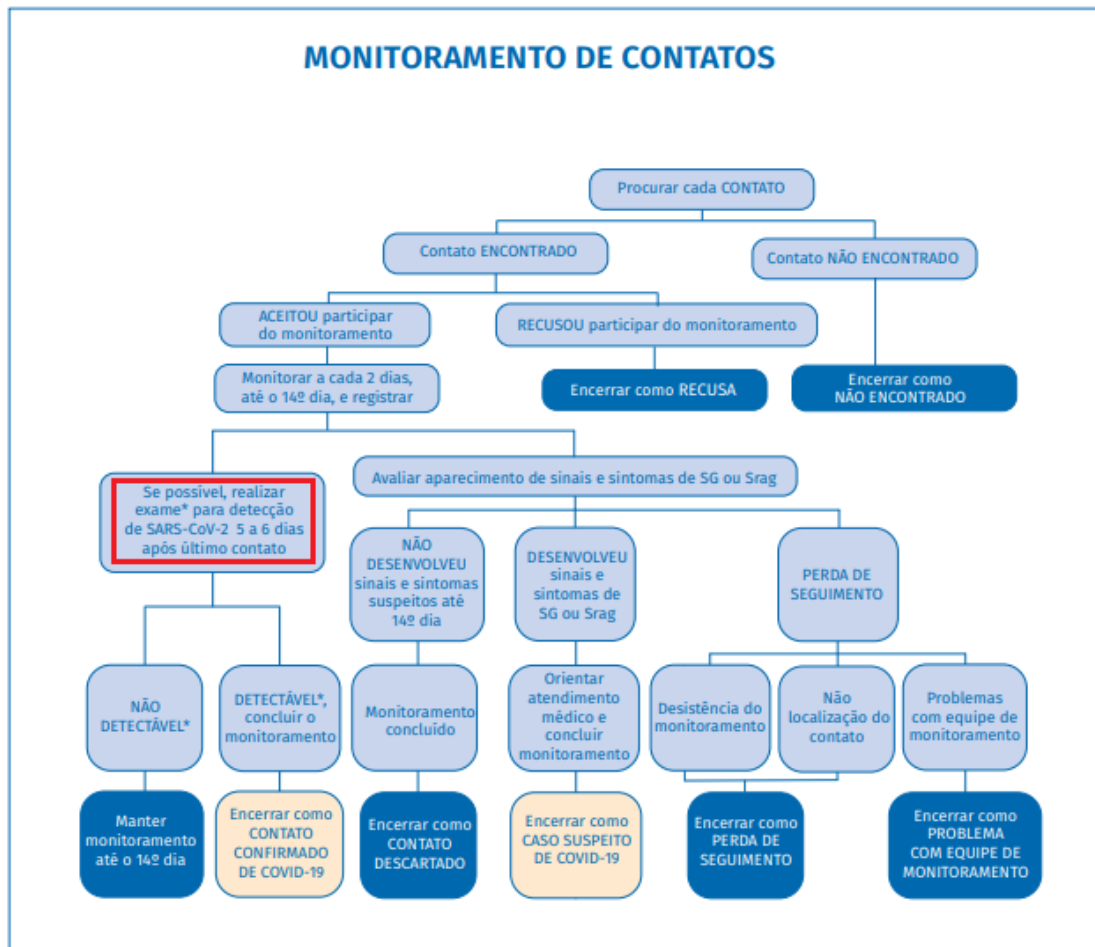 MONITORAMENTO DE CONTATOS
Procurar cada CONTATO
Contato ENCONTRADO
Contato NÃO ENCONTRADO
ACEITOU participar
do monitoramento
RECUSOU participar do monitoramento
Monitorar a cada 2 dias,
até o 14º dia, e registrar
Encerrar como RECUSA
Encerrar como
NÃO ENCONTRADO
Se possível, realizar
exame* para detecção
de SARS-CoV-2 5 a 6 dias
após último contato
Avaliar aparecimento de sinais e sintomas de SG ou Srag
NÃO
DESENVOLVEU
sinais e sintomas
suspeitos até
14º dia
DESENVOLVEU
sinais e
sintomas de
SG ou Srag
PERDA DE
SEGUIMENTO
NÃO
DETECTÁVEL*
DETECTÁVEL*,
concluir o
monitoramento
Monitoramento
concluído
Orientar
atendimento
médico e
concluir
monitoramento
Desistência do
monitoramento
Não
localização do
contato
Problemas
com equipe de
monitoramento
Manter
monitoramento
até o 14º dia
Encerrar como
CONTATO
CONFIRMADO
DE COVID-19
Encerrar como
CONTATO
DESCARTADO
Encerrar como
CASO SUSPEITO
DE COVID-19
Encerrar como
PERDA DE
SEGUIMENTO
Encerrar como
PROBLEMA
COM EQUIPE DE
MONITORAMENTO